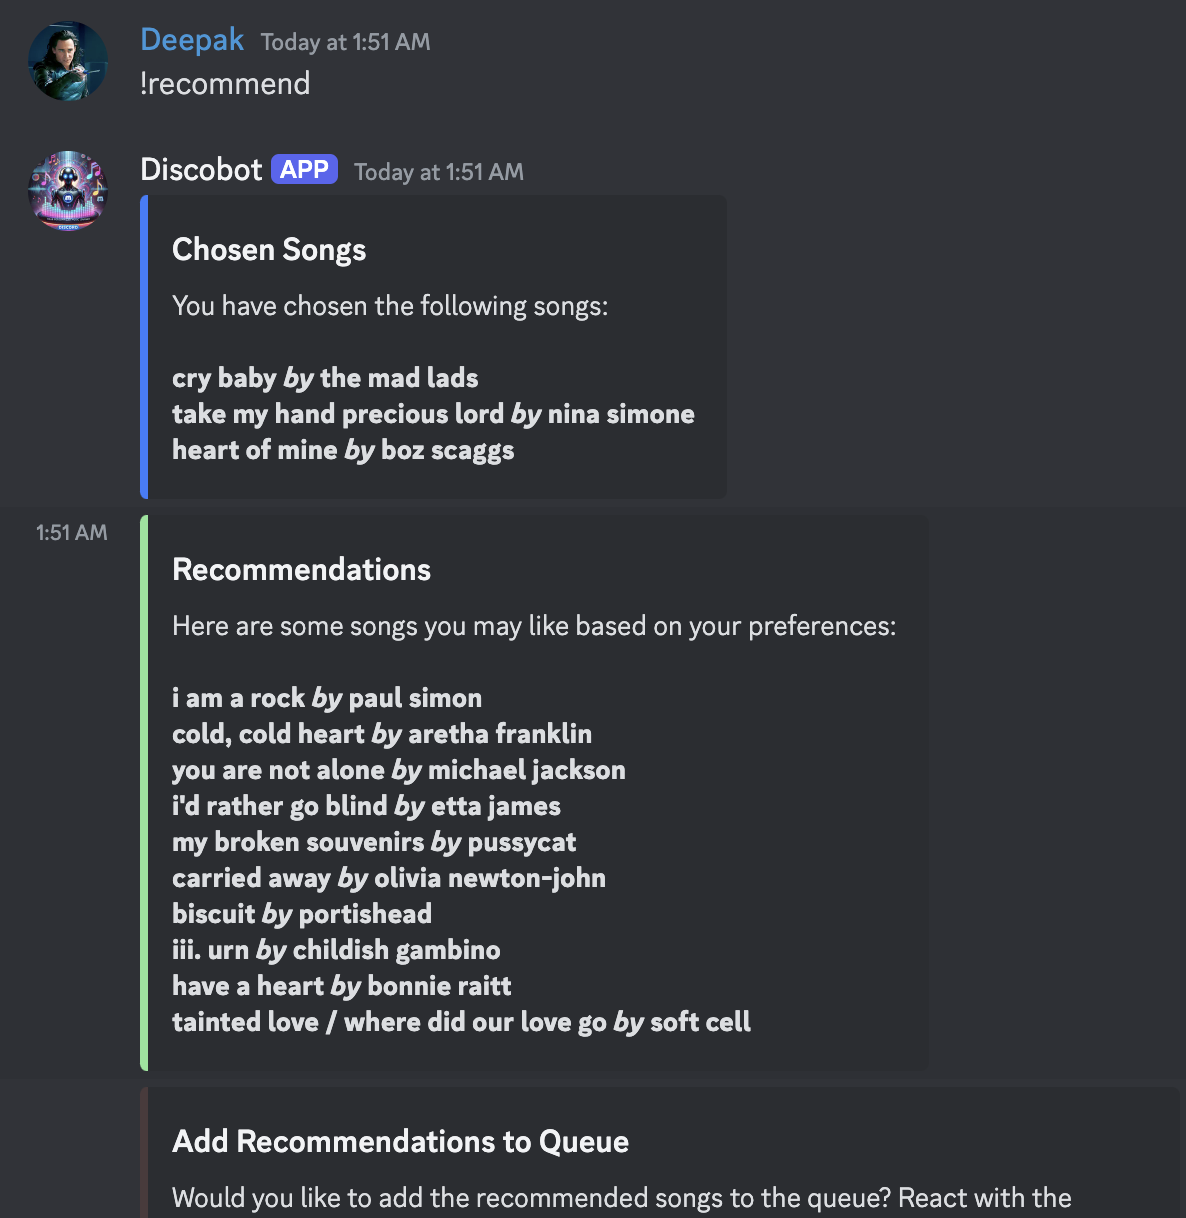 Deepak Today at 1:51 AM
!recommend
Discobot APP Today at 1:51 AM
Chosen Songs
You have chosen the following songs:
cry baby by the mad lads
take my hand precious lord by nina simone
heart of mine by boz scaggs
1:51 AM
Recommendations
Here are some songs you may like based on your preferences:
i am a rock by paul simon
cold, cold heart by aretha franklin
you are not alone by michael jackson
i'd rather go blind by etta james
my broken souvenirs by pussycat
carried away by olivia newton-john
biscuit by portishead
iii. urn by childish gambino
have a heart by bonnie raitt
tainted love / where did our love go by soft cell
Add Recommendations to Queue
Would you like to add the recommended songs to the queue? React with the